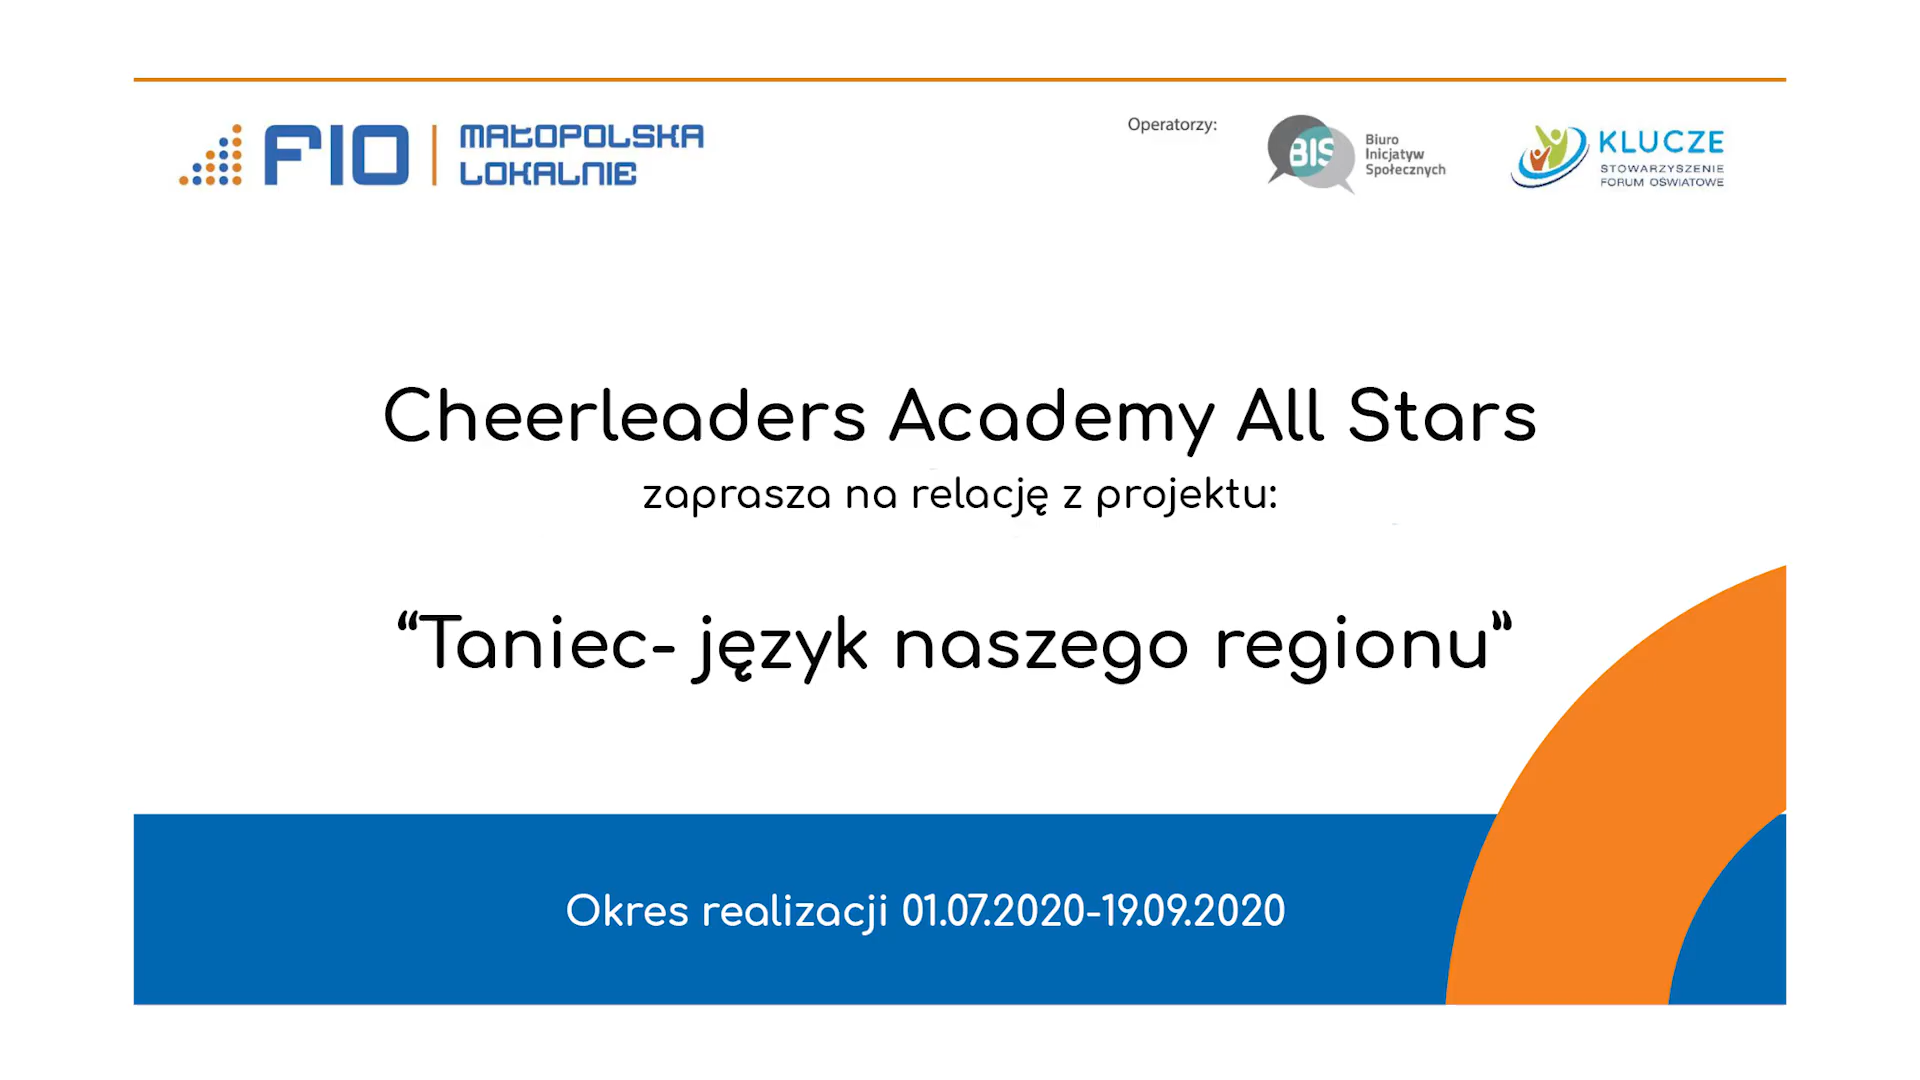 FIO
MAŁOPOLSKA
LOKALNIE
Operatorzy:
BIS
Biuro
Inicjatyw
Społecznych
KLUCZE
STOWARZYSZENIE
FORUM OŚWIATOWE
Cheerleaders Academy All Stars
zaprasza na relację z projektu:
“Taniec- język naszego regionu”
Okres realizacji 01.07.2020-19.09.2020